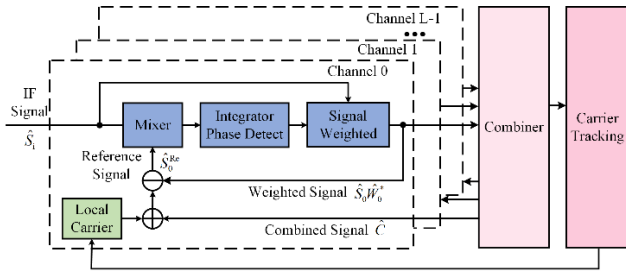 Channel L-1
Channel 1
Channel 0
IF
Signal
Ŝi
Mixer
Integrator
Phase Detect
Signal
Weighted
Combiner
Carrier
Tracking
Reference
Signal
Ŝ0^Re
Weighted Signal Ŝ0Ŵ0*
Local
Carrier
Combined Signal Ĉ